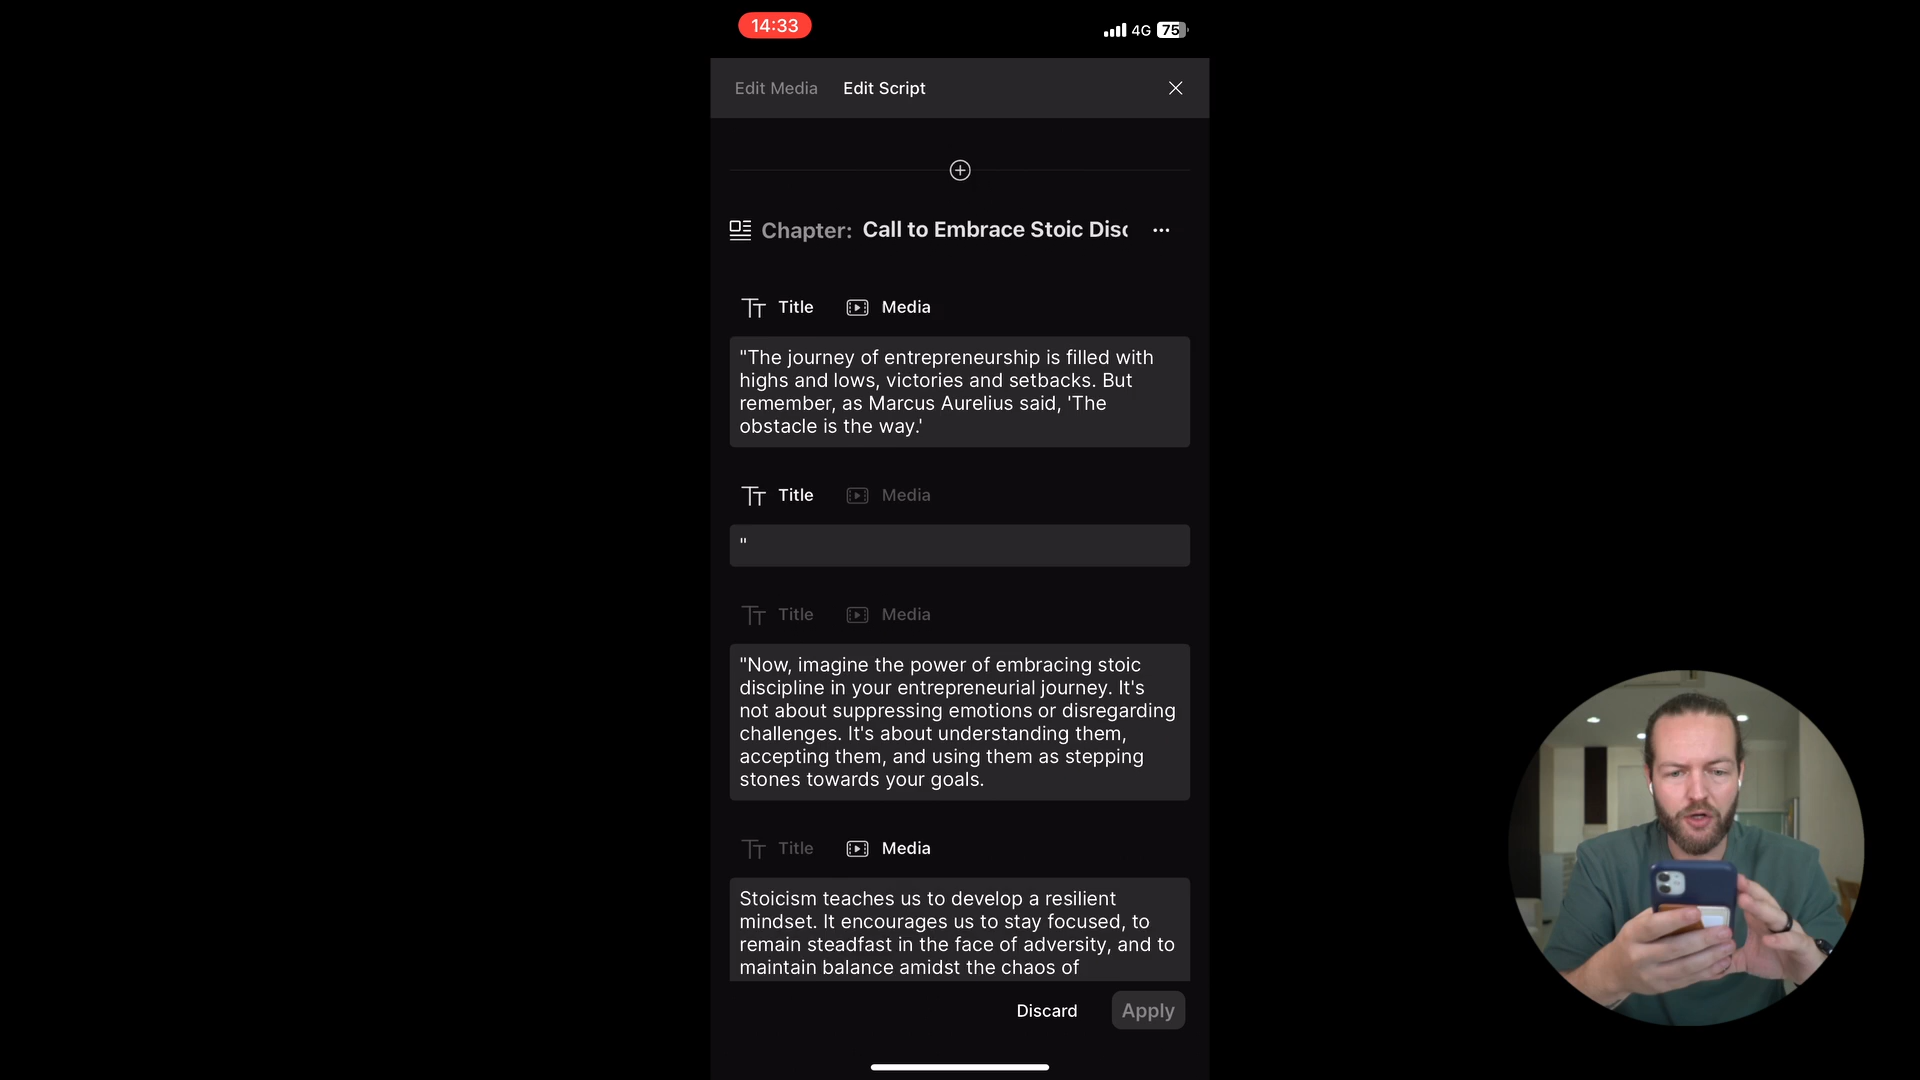 14:33
4G 75
Edit Media Edit Script
Chapter: Call to Embrace Stoic Disc
Title Media
"The journey of entrepreneurship is filled with
highs and lows, victories and setbacks. But
remember, as Marcus Aurelius said, 'The
obstacle is the way.'
Title Media
"
Title Media
"Now, imagine the power of embracing stoic
discipline in your entrepreneurial journey. It's
not about suppressing emotions or disregarding
challenges. It's about understanding them,
accepting them, and using them as stepping
stones towards your goals.
Title Media
Stoicism teaches us to develop a resilient
mindset. It encourages us to stay focused, to
remain steadfast in the face of adversity, and to
maintain balance amidst the chaos of
Discard Apply